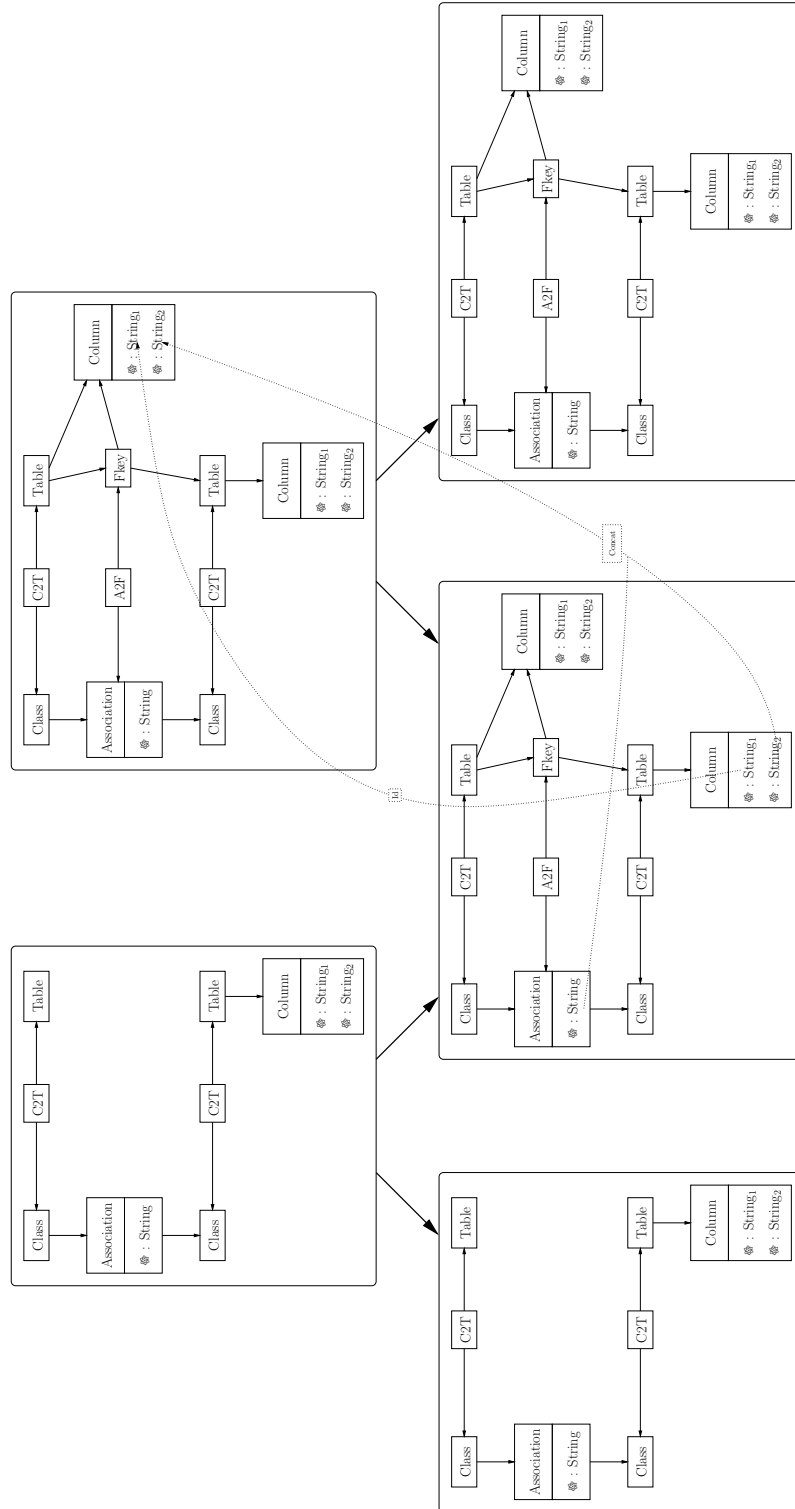 Class
C2T
Table
Association
❁ : String
Class
C2T
Table
Column
❁ : String₁
❁ : String₂
Class
C2T
Table
Association
❁ : String
A2F
Fkey
Column
❁ : String₁
❁ : String₂
Class
C2T
Table
Column
❁ : String₁
❁ : String₂
Id
Concat
Class
C2T
Table
Association
❁ : String
Class
C2T
Table
Column
❁ : String₁
❁ : String₂
Class
C2T
Table
Association
❁ : String
A2F
Fkey
Column
❁ : String₁
❁ : String₂
Class
C2T
Table
Column
❁ : String₁
❁ : String₂
Class
C2T
Table
Association
❁ : String
A2F
Fkey
Column
❁ : String₁
❁ : String₂
Class
C2T
Table
Column
❁ : String₁
❁ : String₂